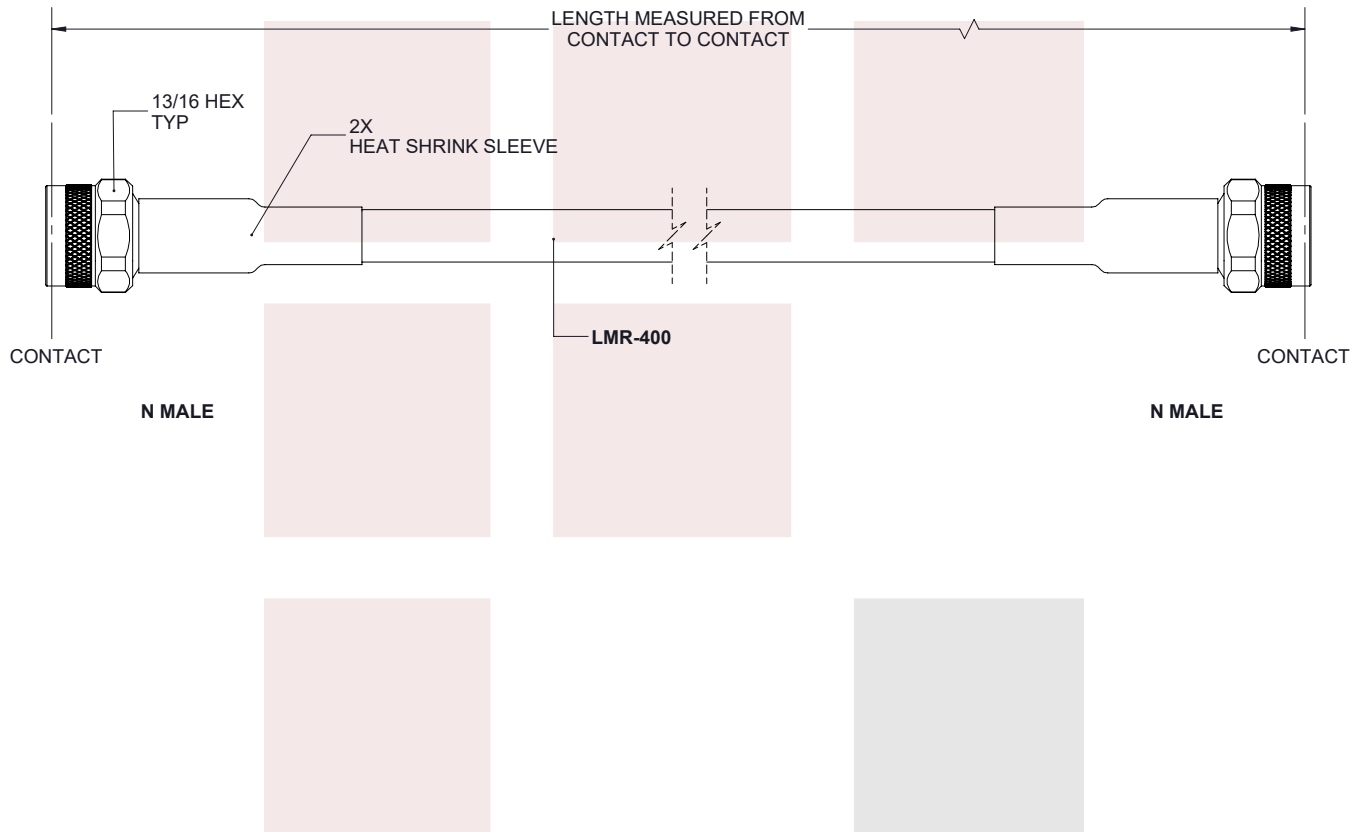 LENGTH MEASURED FROM
CONTACT TO CONTACT
13/16 HEX
TYP
2X
HEAT SHRINK SLEEVE
LMR-400
CONTACT
CONTACT
N MALE
N MALE